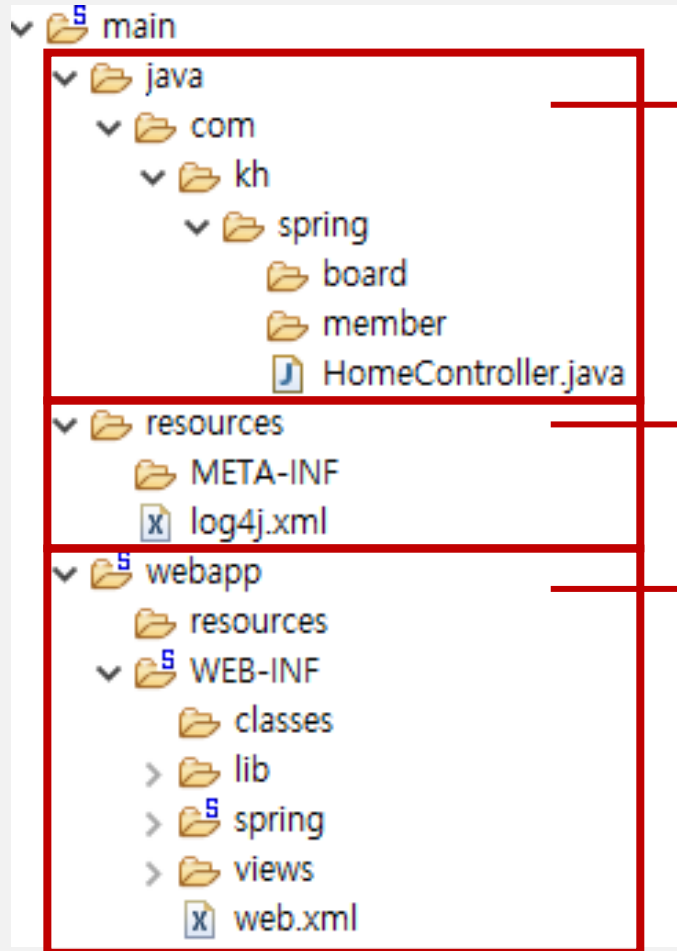 main
java
com
kh
spring
board
member
HomeController.java
resources
META-INF
log4j.xml
webapp
resources
WEB-INF
classes
lib
spring
views
web.xml